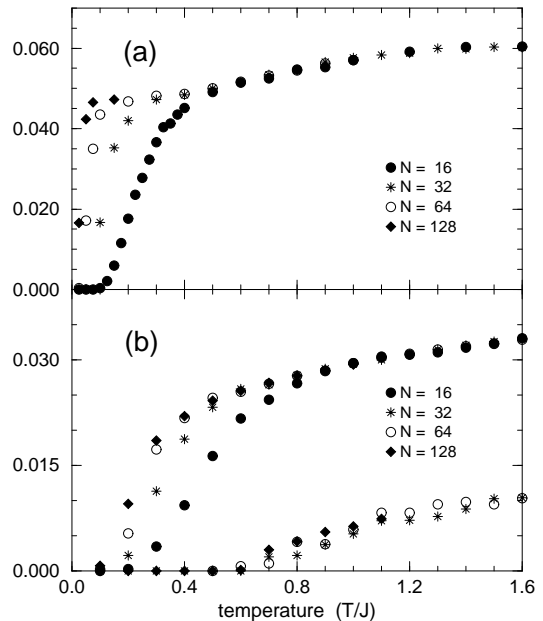 (a)
0.060
0.040
0.020
0.000
N = 16
N = 32
N = 64
N = 128
(b)
0.030
0.015
0.000
N = 16
N = 32
N = 64
N = 128
0.0 0.4 0.8 1.2 1.6
temperature (T/J)